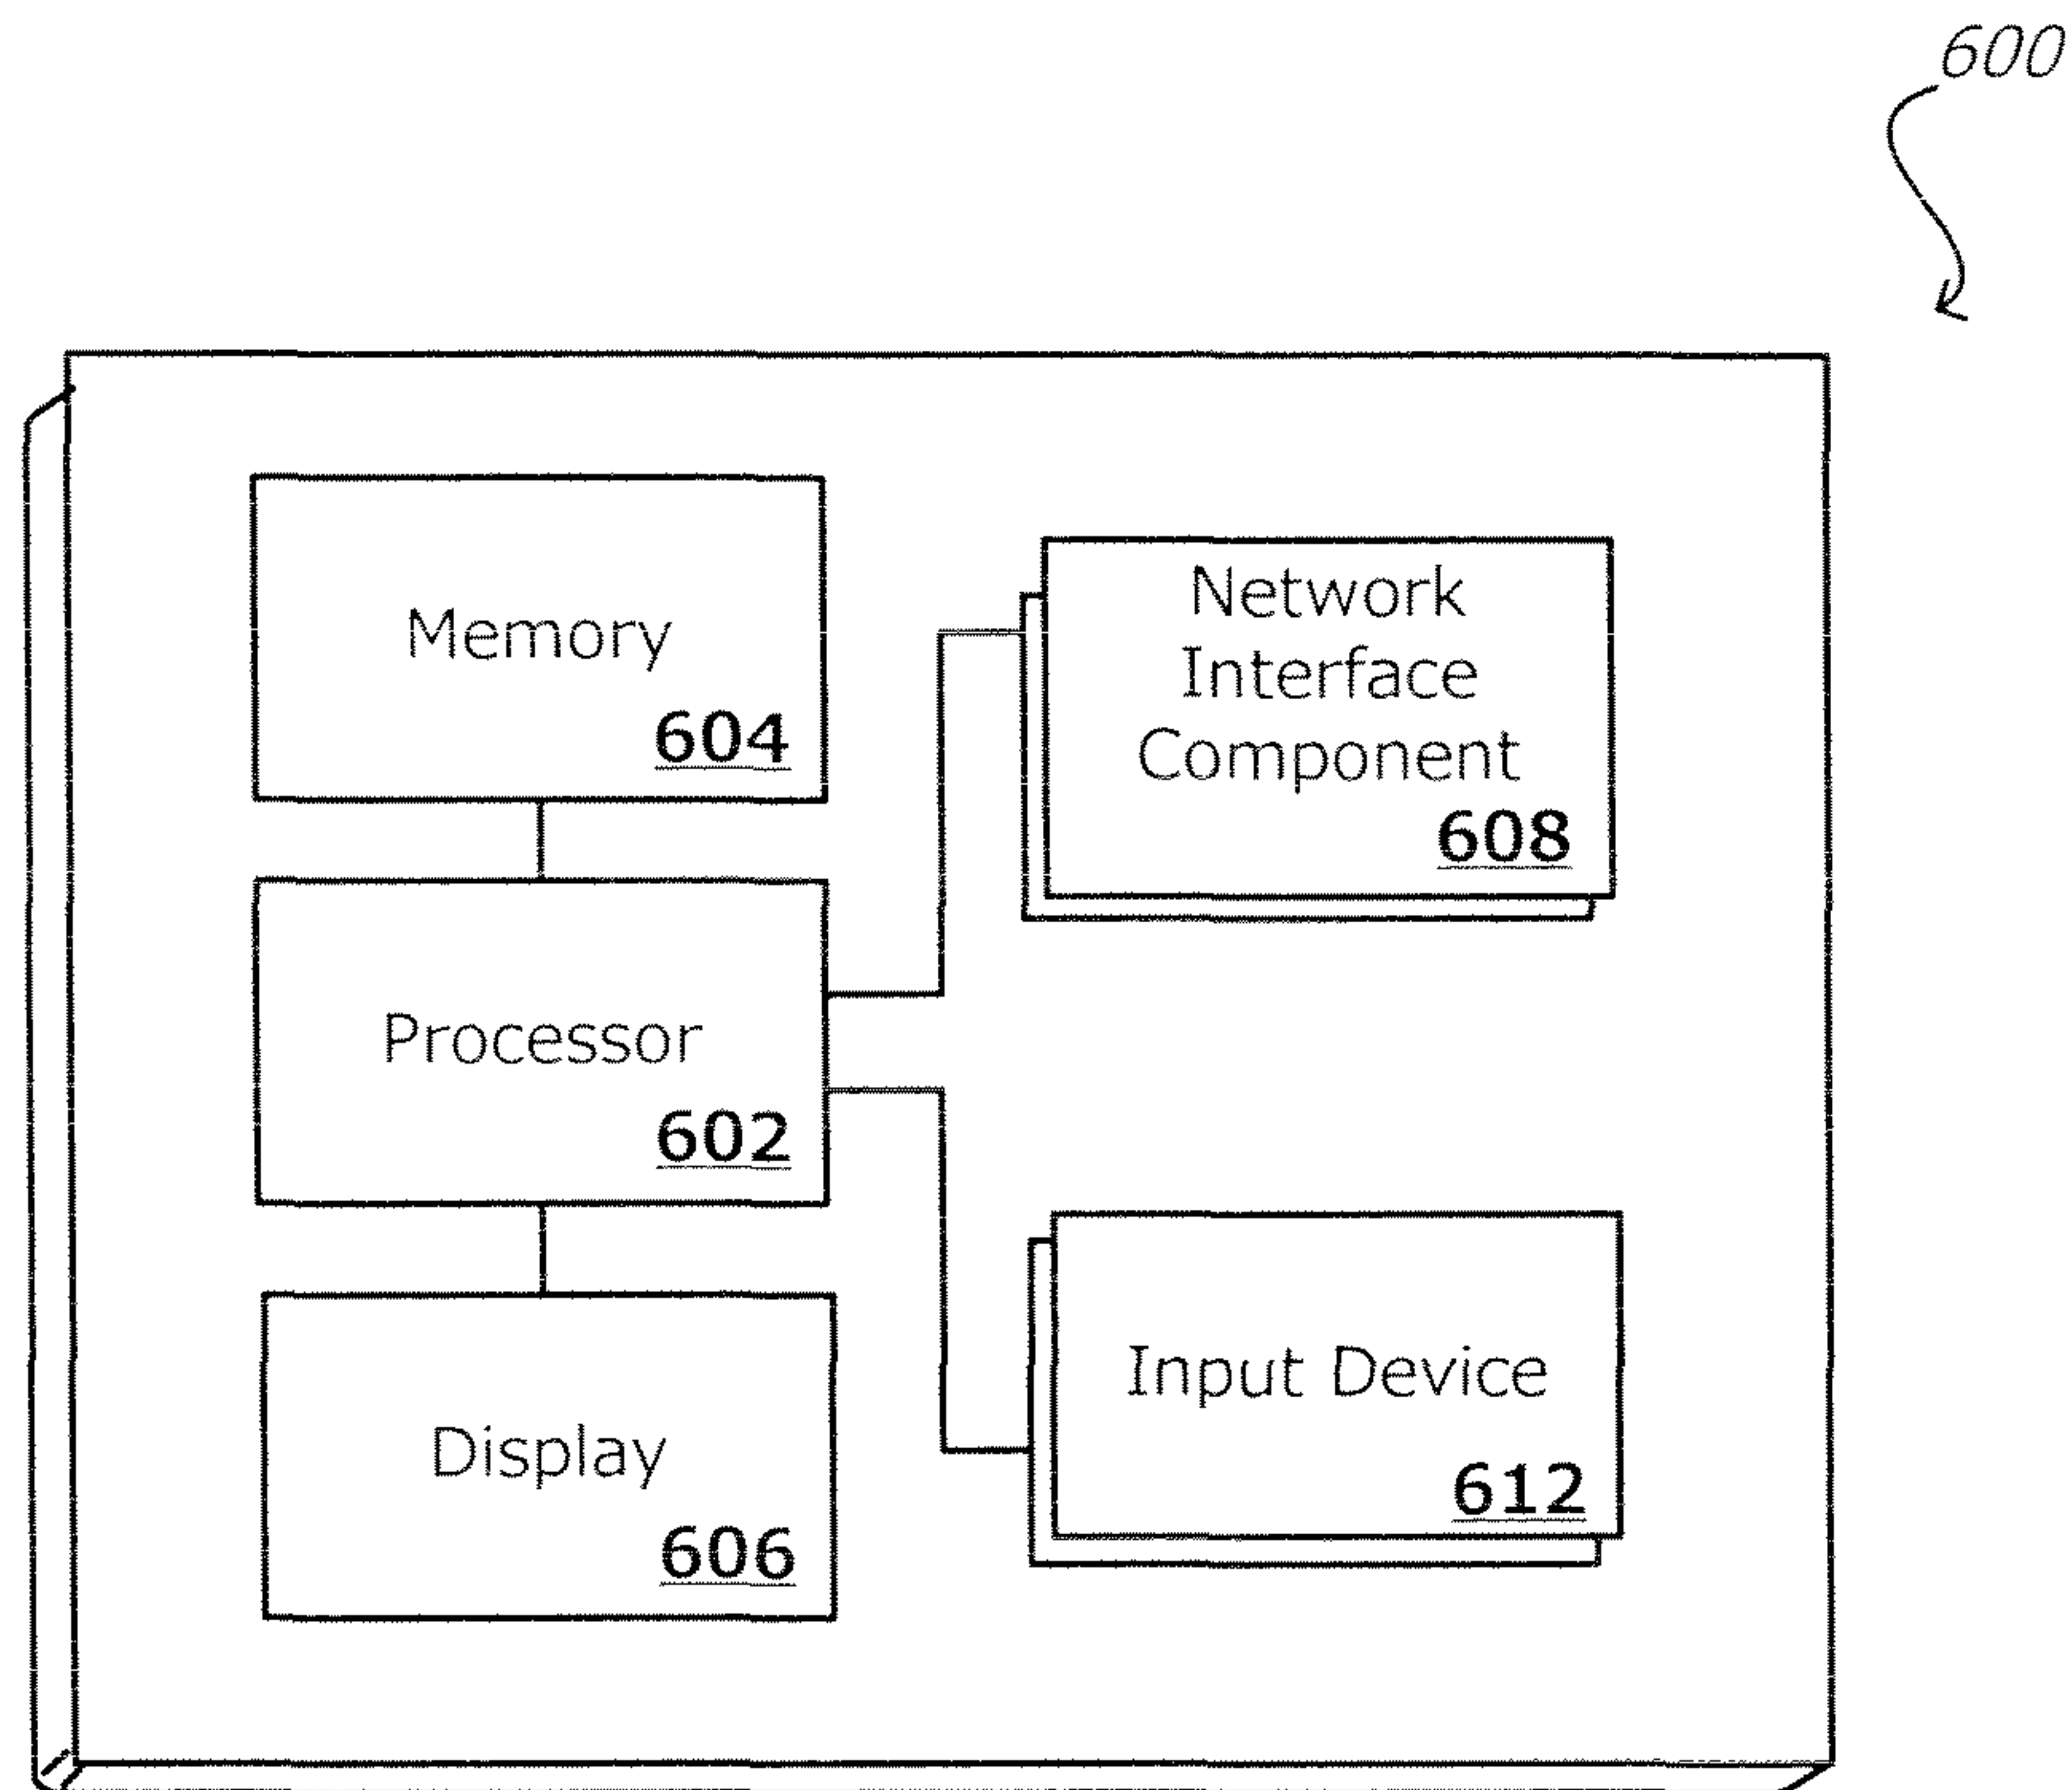 600
Memory
604
Network
Interface
Component
608
Processor
602
Input Device
612
Display
606